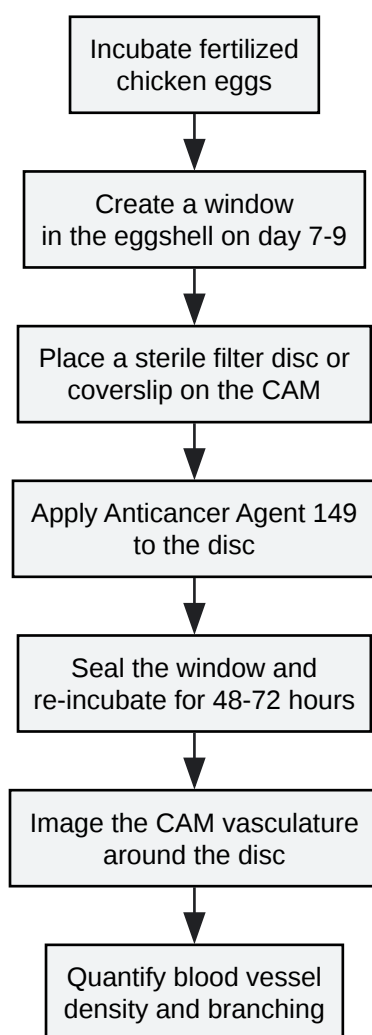 Incubate fertilized
chicken eggs
Create a window
in the eggshell on day 7-9
Place a sterile filter disc or
coverslip on the CAM
Apply Anticancer Agent 149
to the disc
Seal the window and
re-incubate for 48-72 hours
Image the CAM vasculature
around the disc
Quantify blood vessel
density and branching